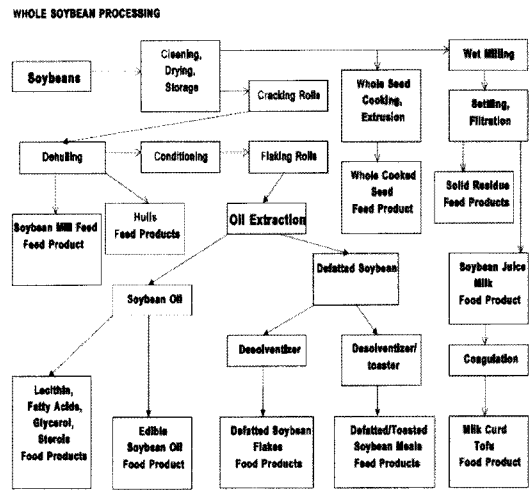 WHOLE SOYBEAN PROCESSING
Soybeans
Cleening,
Drying,
Storage
Wet Milling
Cracking Rolls
Whole Seed
Cooking,
Extrusion
Settling,
Filtration
Dehulling
Conditioning
Flaking Rolls
Whole Cooked
Seed
Feed Product
Solid Residue
Feed Products
Soybean Mill Feed
Feed Product
Hulls
Feed Products
Oil Extraction
Soybean Oil
Defatted Soybean
Soybean Juice
Milk
Food Product
Desolventizer
Desolventizer/
toaster
Coagulation
Lecithin,
Fatty Acids,
Glycerol,
Sterols
Food Products
Edible
Soybean Oil
Food Product
Defatted Soybean
Flakes
Food Products
Defatted/Toasted
Soybean Meals
Feed Products
Milk Curd
Tofu
Food Product